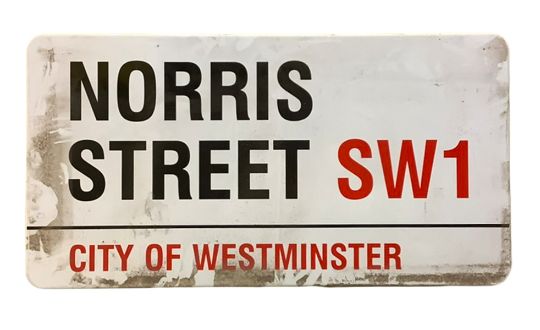 NORRIS
STREET SW1
CITY OF WESTMINSTER